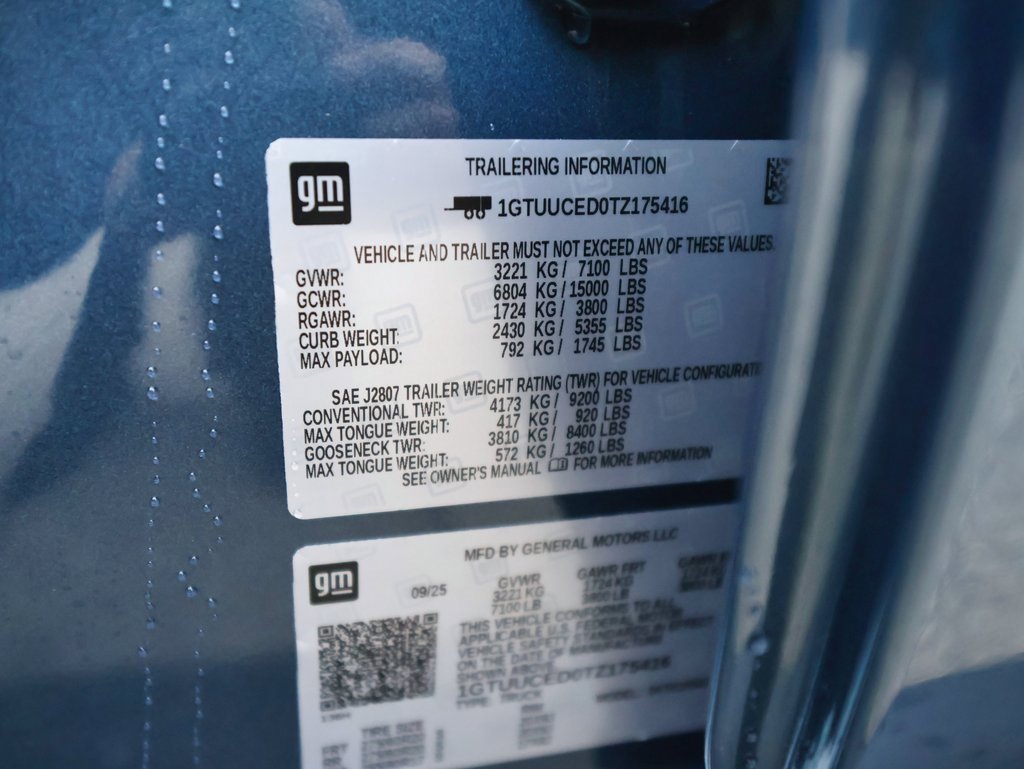 gm
TRAILERING INFORMATION
1GTUUCED0TZ175416
VEHICLE AND TRAILER MUST NOT EXCEED ANY OF THESE VALUES
GVWR: 3221 KG/ 7100 LBS
GCWR: 6804 KG/15000 LBS
RGAWR: 1724 KG/ 3800 LBS
CURB WEIGHT: 2430 KG/ 5355 LBS
MAX PAYLOAD: 792 KG/ 1745 LBS
SAE J2807 TRAILER WEIGHT RATING (TWR) FOR VEHICLE CONFIGURATI
CONVENTIONAL TWR: 4173 KG/ 9200 LBS
MAX TONGUE WEIGHT: 417 KG/ 920 LBS
GOOSENECK TWR: 3810 KG/ 8400 LBS
MAX TONGUE WEIGHT: 572 KG/ 1260 LBS
SEE OWNER'S MANUAL FOR MORE INFORMATION
gm
MFD BY GENERAL MOTORS LLC
09/25
GVWR GAWR FRT
3221 KG 1724 KG
7100 LB 3800 LB
THIS VEHICLE CONFORMS TO ALL
APPLICABLE U.S. FEDERAL MOTOR
VEHICLE SAFETY STANDARDS IN EFFECT
ON THE DATE OF MANUFACTURE
SHOWN ABOVE
1GTUUCED0TZ175416
TYPE: TRUCK MODEL:
TIRE SIZE
FRT